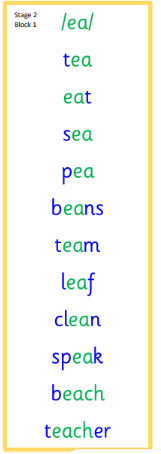 Stage 2
Block 1
/ea/
tea
eat
sea
pea
beans
team
leaf
clean
speak
beach
teacher